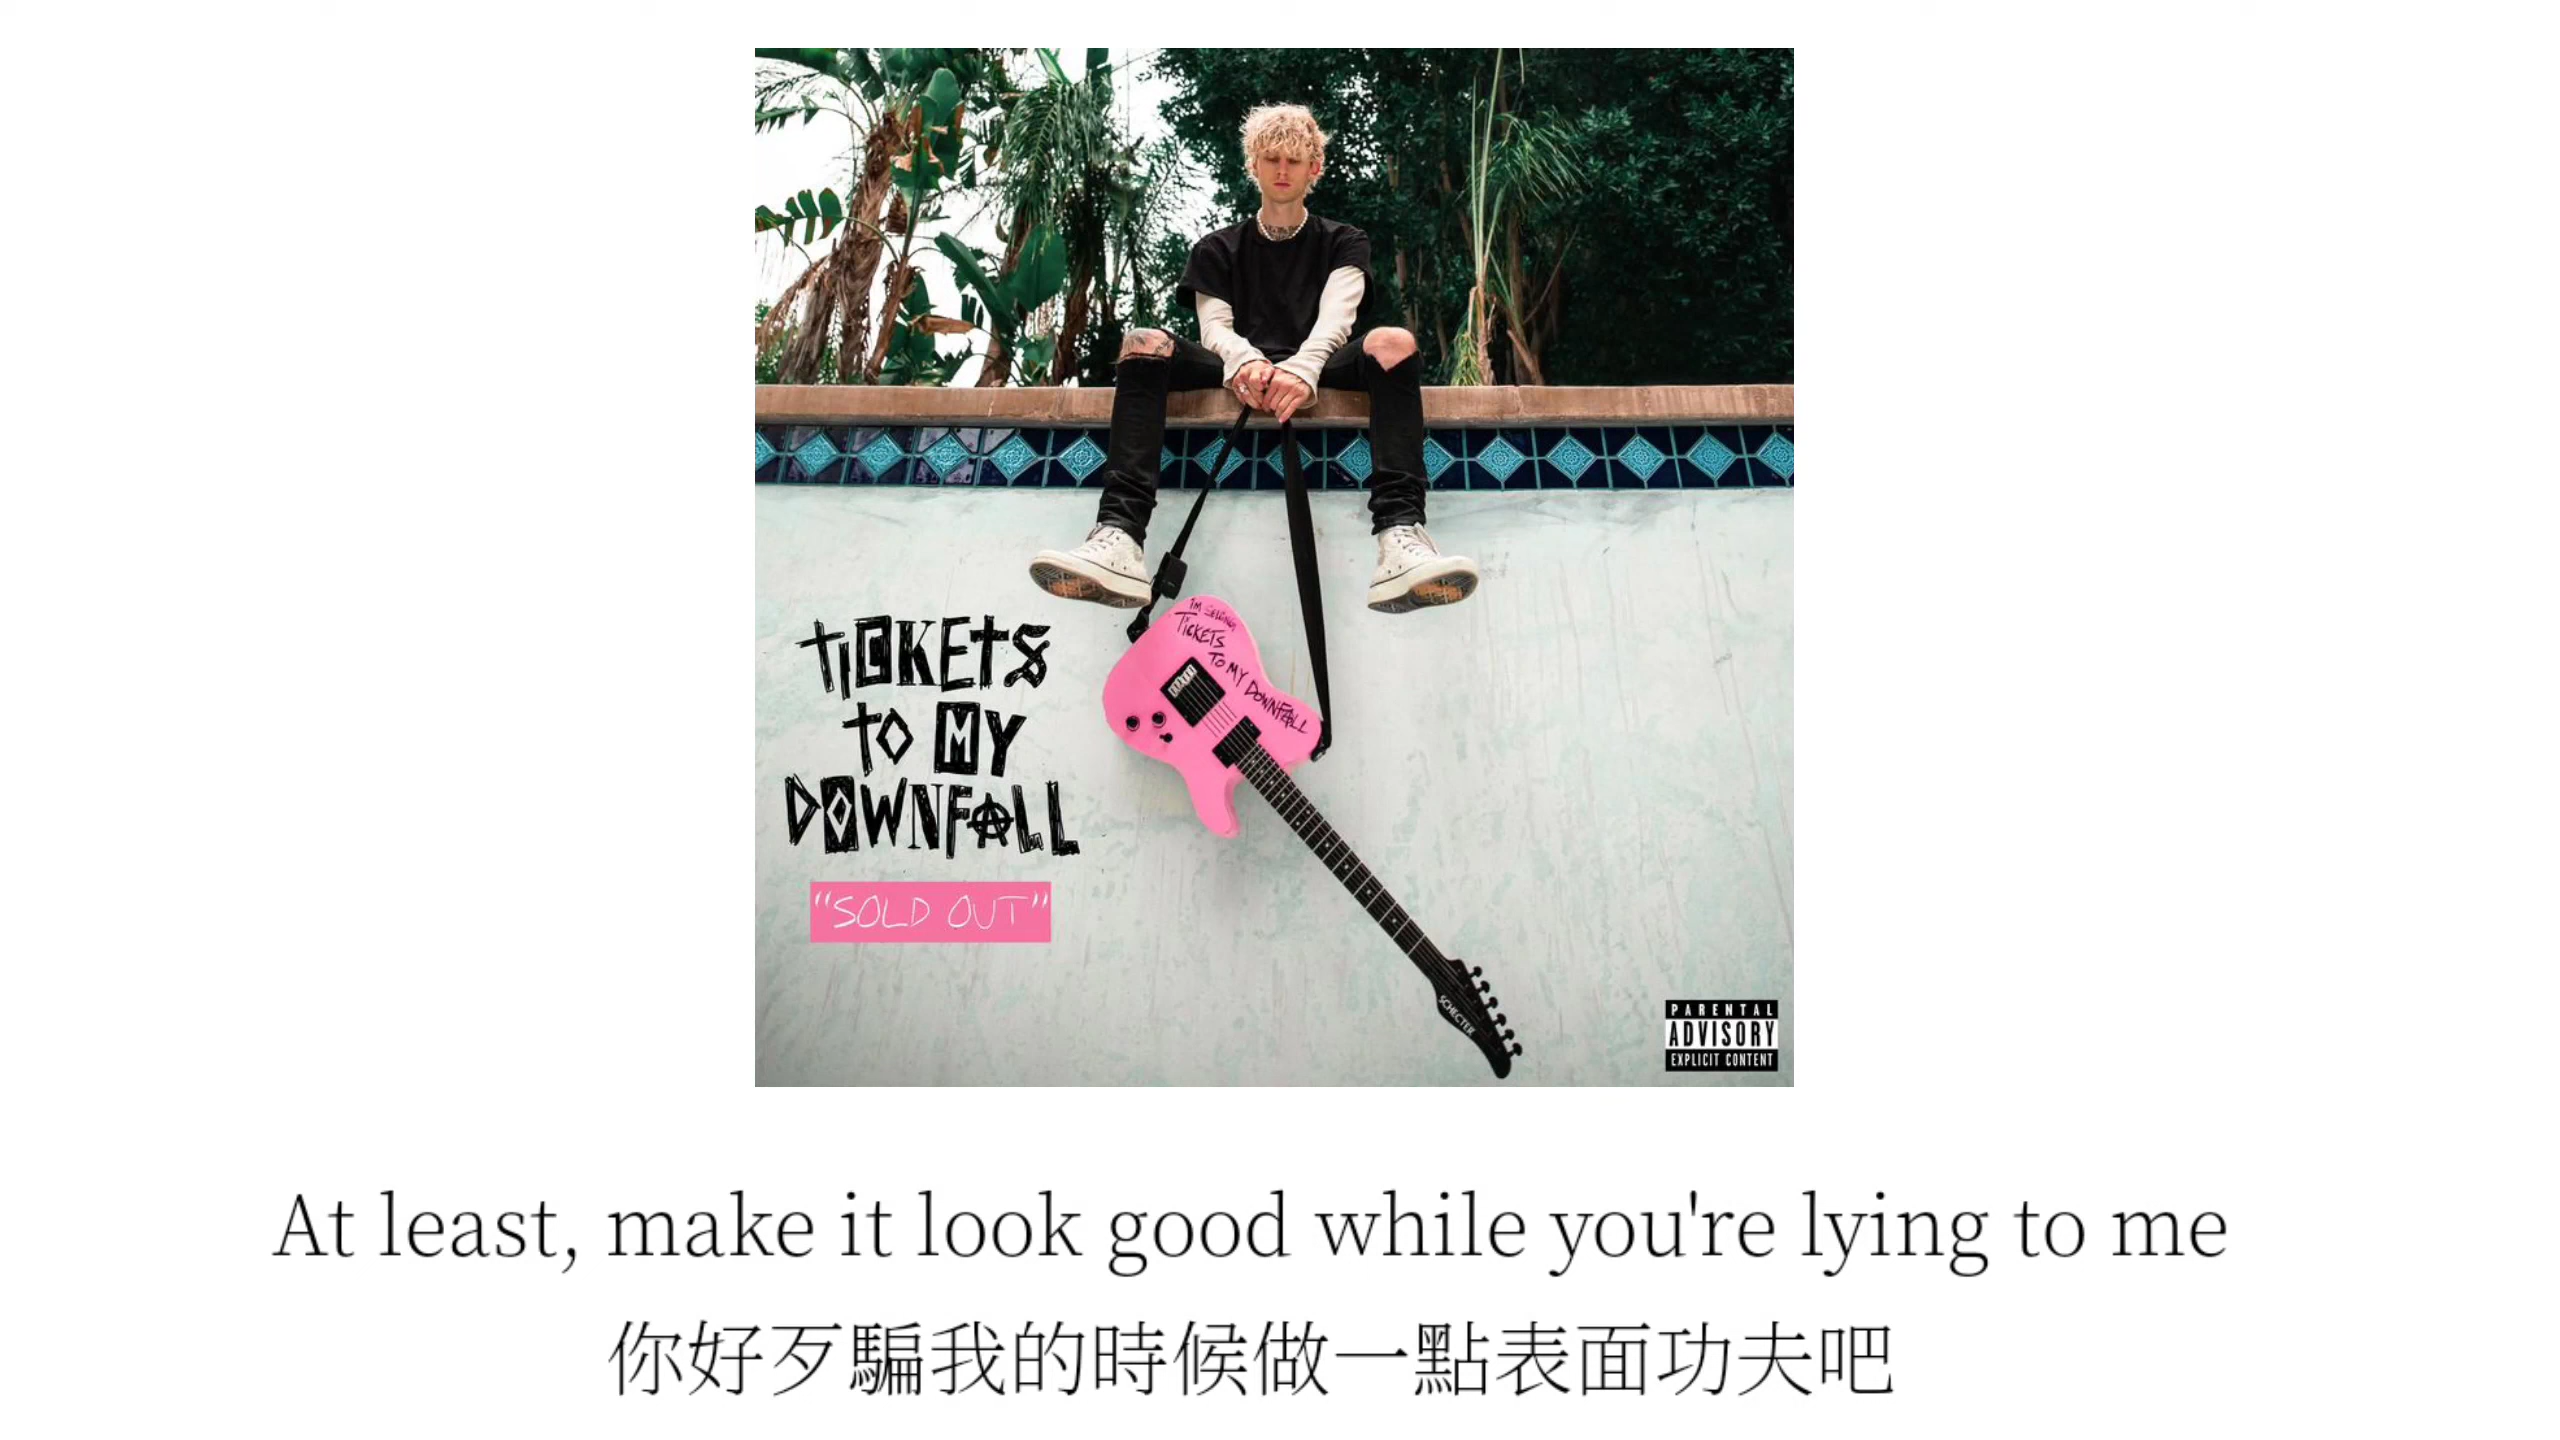 TICKETS
TO MY
DOWNFALL
"SOLD OUT"
I'M SELLING
TICKETS
TO MY DOWNFALL
SCHECTER
PARENTAL
ADVISORY
EXPLICIT CONTENT
At least, make it look good while you're lying to me
你好歹騙我的時候做一點表面功夫吧